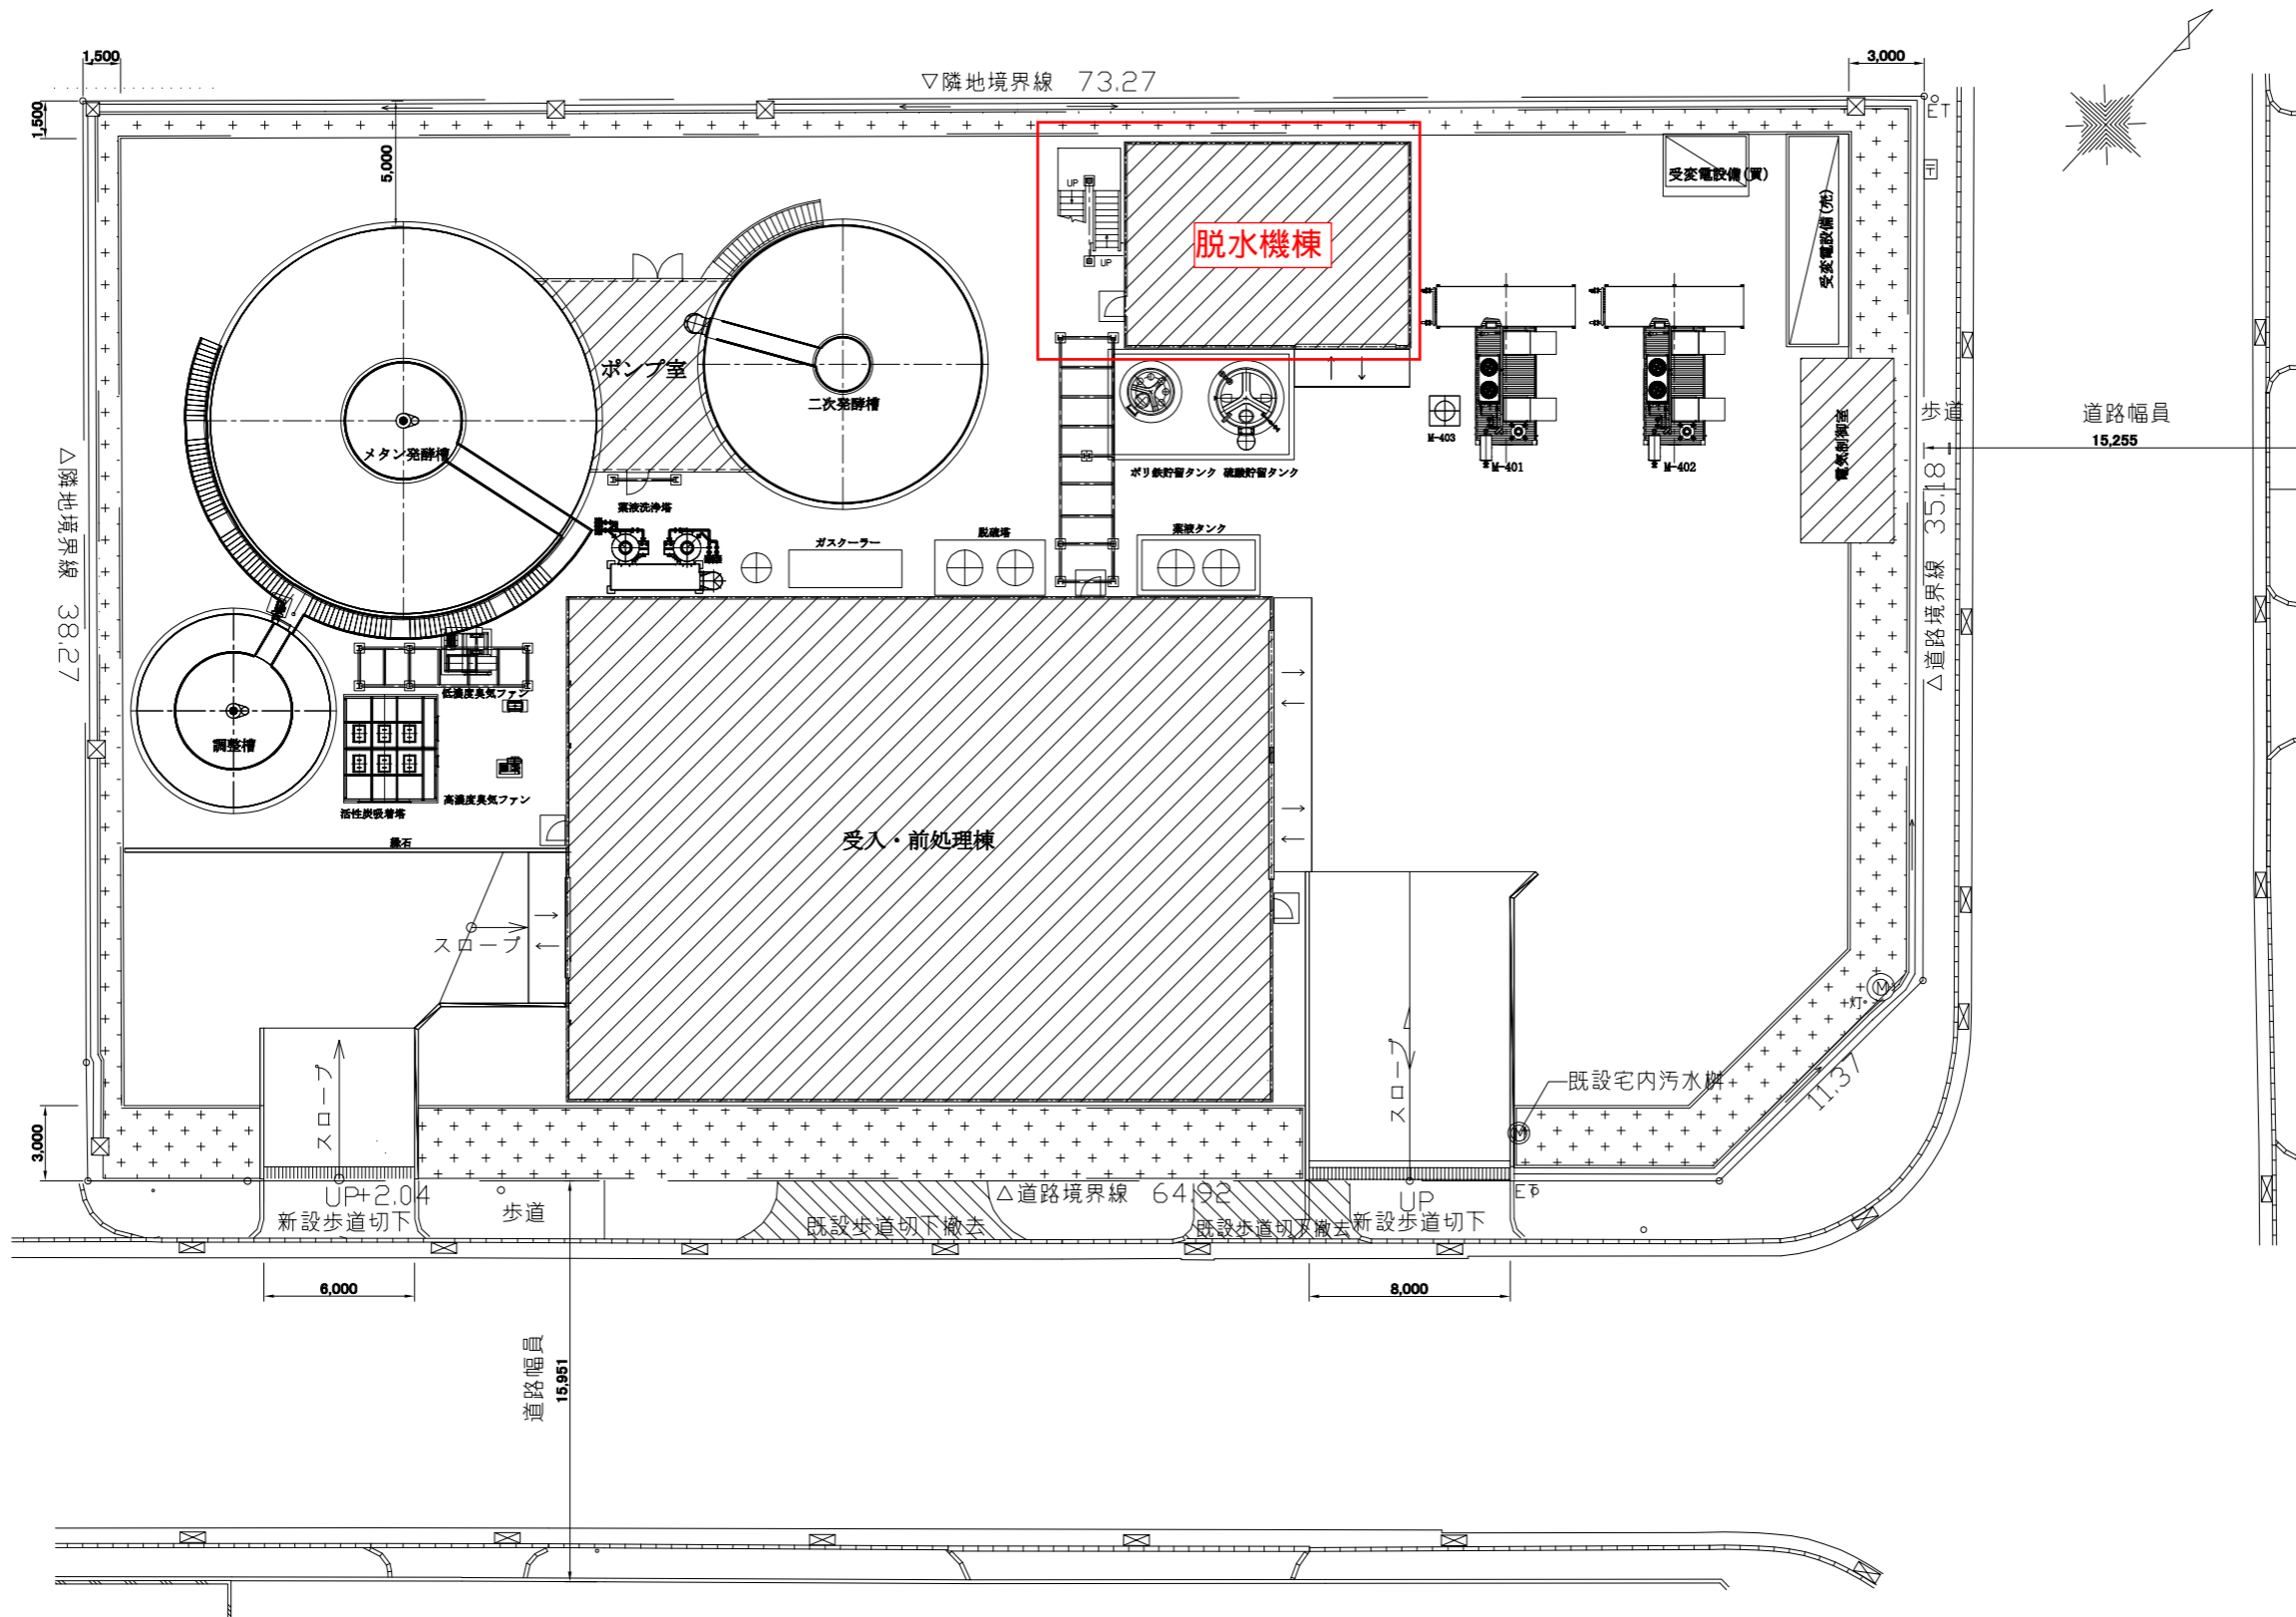 1,500
3,000
▽隣地境界線 73.27
1,500
5,000
ET
UP
UP
脱水機棟
受変電設備(買)
受変電設備(売)
ポンプ室
二次発酵槽
メタン発酵槽
M-403
M-401
M-402
電気制御室
歩道
道路幅員
15,255
ポリ鉄貯留タンク
硫酸貯留タンク
△隣地境界線 38.27
薬液洗浄塔
ガスクーラー
脱硫塔
薬液タンク
△道路境界線 35.18
低濃度臭気ファン
調整槽
高濃度臭気ファン
活性炭吸着塔
縁石
受入・前処理棟
スロープ
スロープ
スロープ
M
灯
既設宅内汚水桝
11.37
M
3,000
UP+2.04
新設歩道切下
歩道
△道路境界線 64.92
既設歩道切下撤去
既設歩道切下撤去
UP
新設歩道切下
ET
6,000
8,000
道路幅員
15,951